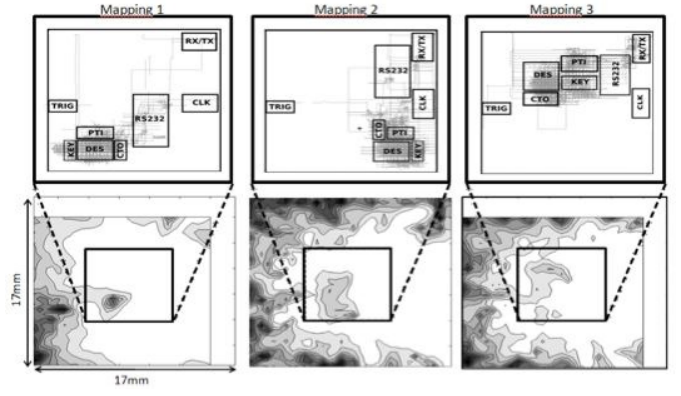 Mapping 1
Mapping 2
Mapping 3
RX/TX
TRIG
RS232
CLK
PTI
KEY
DES
CTO
RX/TX
RS232
TRIG
CLK
CTO
PTI
DES
KEY
RX/TX
PTI
DES
KEY
RS232
CTO
TRIG
CLK
17mm
17mm